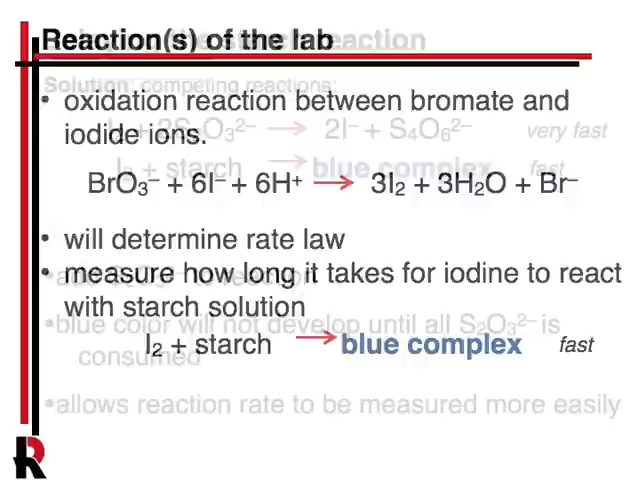 Reaction(s) of the lab
reaction
Solution: competing reactions:
• oxidation reaction between bromate and
iodide ions.
I₂ + 2S₂O₃²⁻ → 2I⁻ + S₄O₆²⁻ very fast
I₂ + starch → blue complex fast
BrO₃⁻ + 6I⁻ + 6H⁺ → 3I₂ + 3H₂O + Br⁻
• will determine rate law
• measure how long it takes for iodine to react
with starch solution
•blue color will not develop until all S₂O₃²⁻ is
consumed
I₂ + starch → blue complex fast
•allows reaction rate to be measured more easily